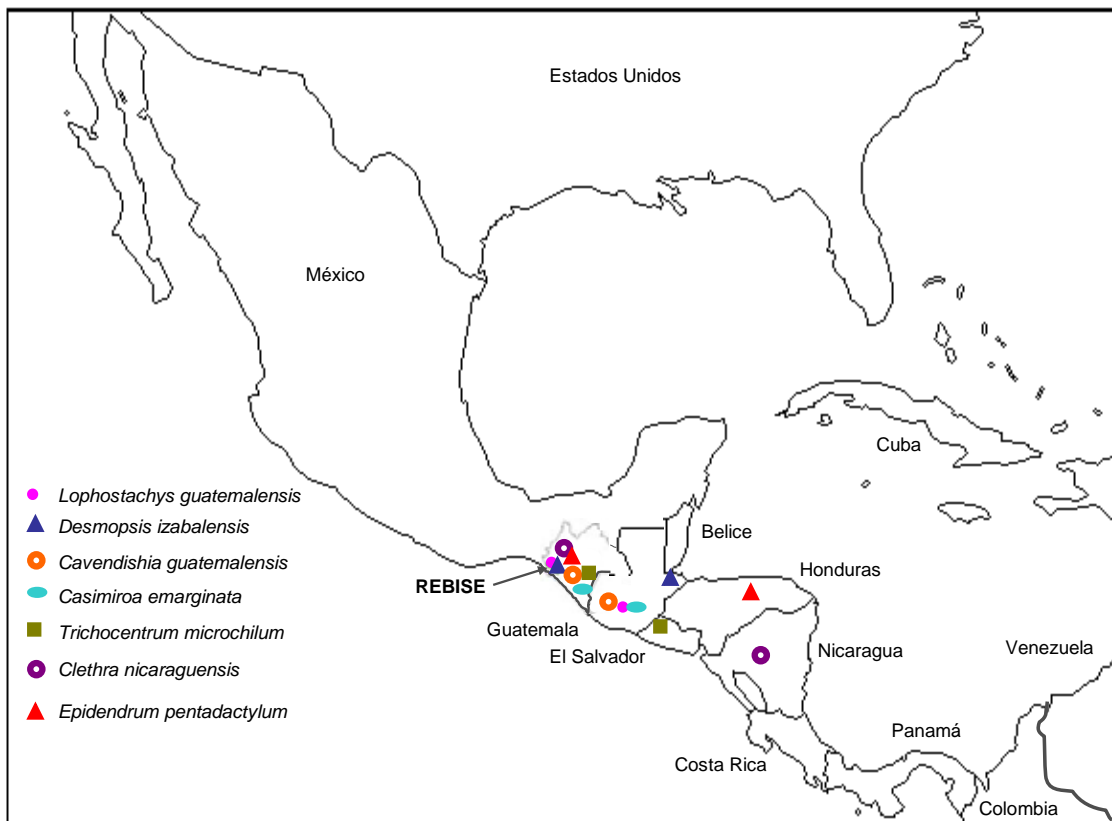 Estados Unidos
México
Cuba
Lophostachys guatemalensis
Desmopsis izabalensis
Belice
Cavendishia guatemalensis
Honduras
REBISE
Casimiroa emarginata
Guatemala
Trichocentrum microchilum
El Salvador
Nicaragua
Venezuela
Clethra nicaraguensis
Epidendrum pentadactylum
Panamá
Costa Rica
Colombia